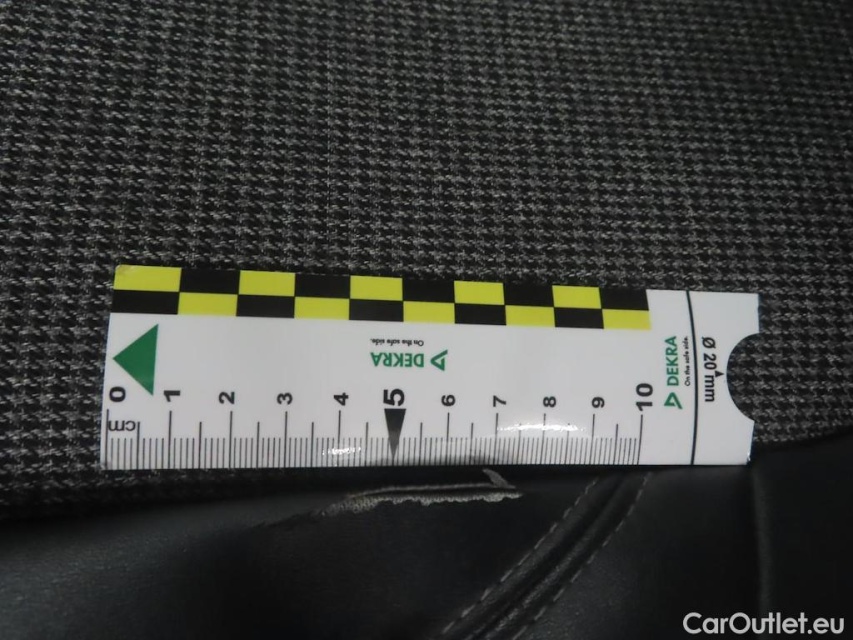 DEKRA
On the safe side.
0 1 2 3 4 5 6 7 8 9 10
cm
DEKRA
On the safe side.
Ø 20 mm
CarOutlet.eu